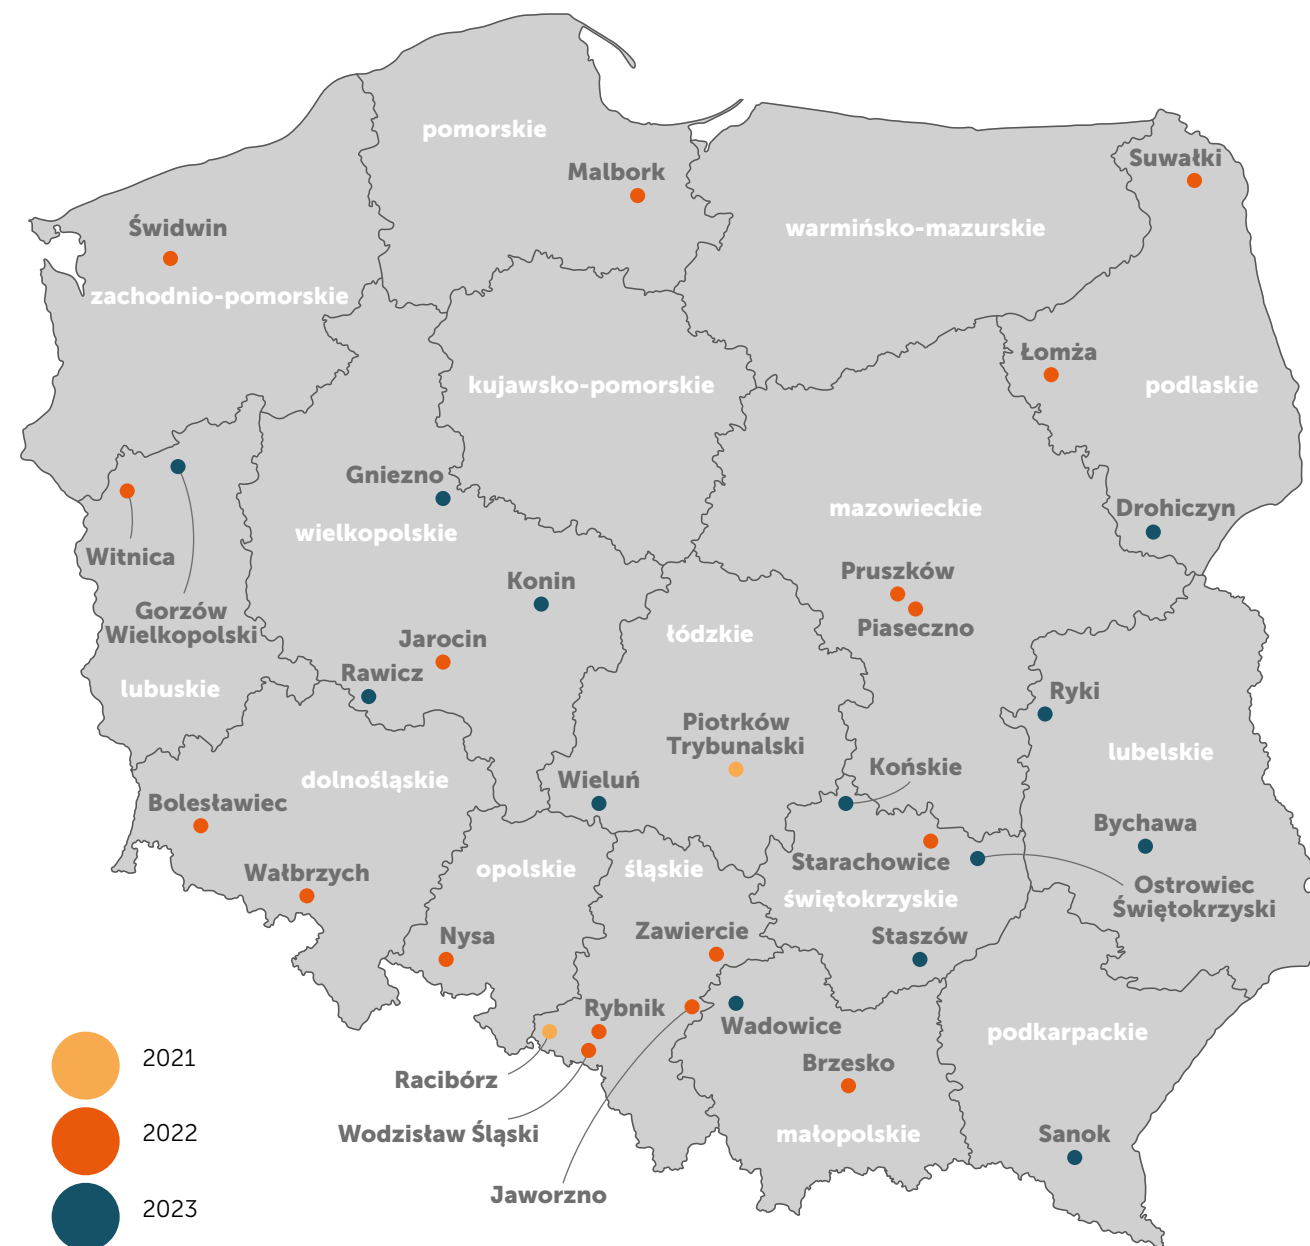 pomorskie
Malbork
Suwałki
Świdwin
warmińsko-mazurskie
zachodnio-pomorskie
Łomża
kujawsko-pomorskie
podlaskie
Gniezno
mazowieckie
Drohiczyn
wielkopolskie
Witnica
Konin
Pruszków
Gorzów
Wielkopolski
Piaseczno
Jarocin
łódzkie
Rawicz
lubuskie
Ryki
Piotrków
Trybunalski
lubelskie
Końskie
dolnośląskie
Wieluń
Bolesławiec
Bychawa
Starachowice
Wałbrzych
opolskie
śląskie
Ostrowiec
Świętokrzyski
świętokrzyskie
Nysa
Zawiercie
Staszów
Rybnik
Wadowice
podkarpackie
2021
Racibórz
Brzesko
2022
Wodzisław Śląski
małopolskie
Sanok
Jaworzno
2023